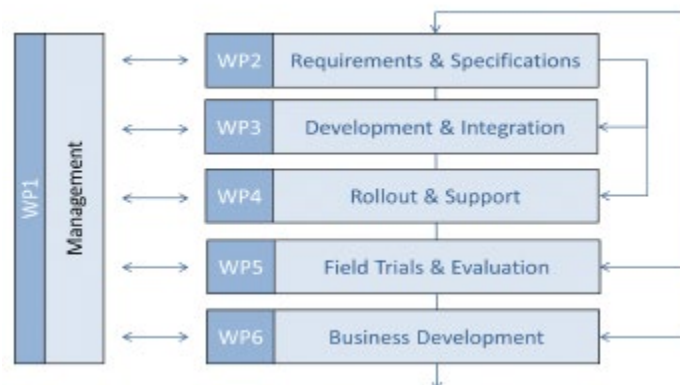 WP1 Management
WP2 Requirements & Specifications
WP3 Development & Integration
WP4 Rollout & Support
WP5 Field Trials & Evaluation
WP6 Business Development